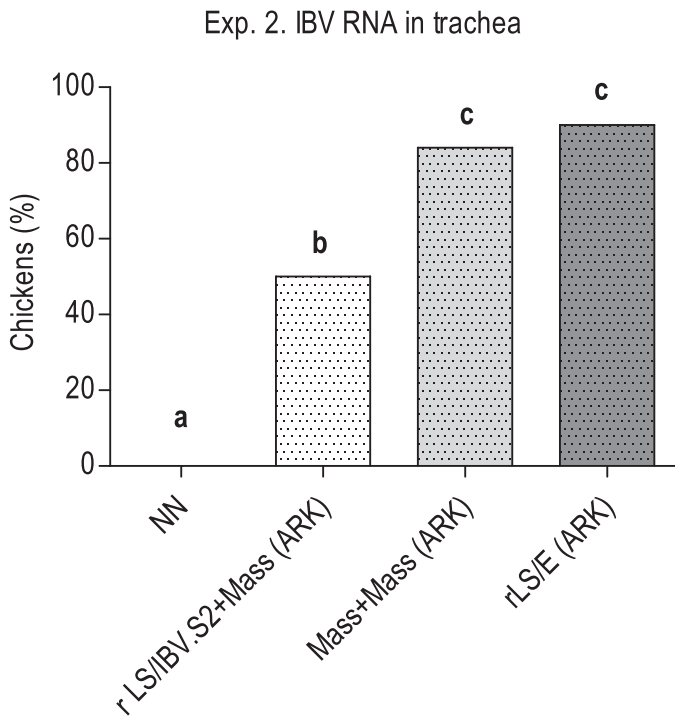 Exp. 2. IBV RNA in trachea
Chickens (%)
100
80
60
40
20
0
a
b
c
c
NN
r LS/IBV.S2+Mass (ARK)
Mass+Mass (ARK)
rLS/E (ARK)